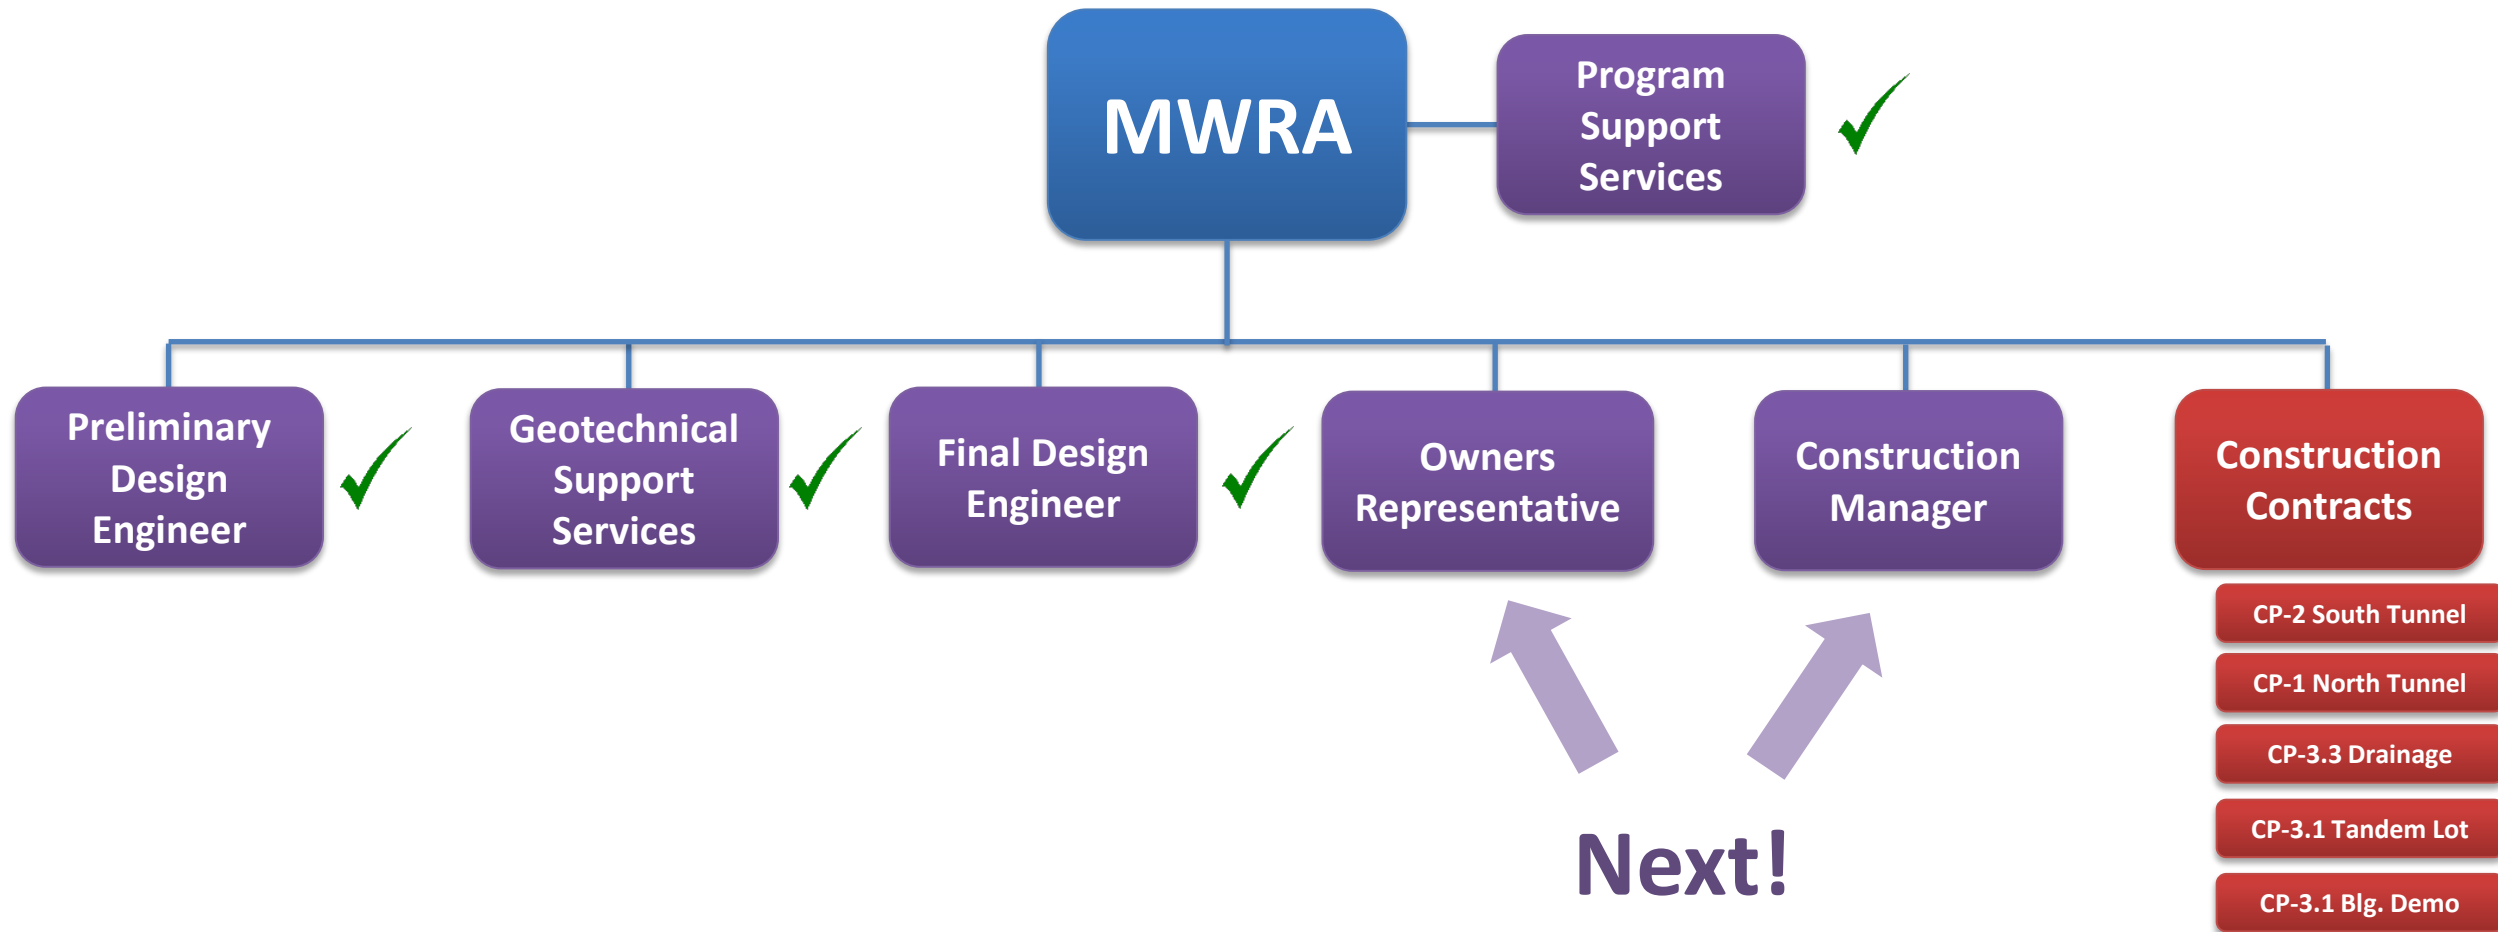 MWRA
Program
Support
Services
Preliminary
Design
Engineer
Geotechnical
Support
Services
Final Design
Engineer
Owners
Representative
Construction
Manager
Construction
Contracts
CP-2 South Tunnel
CP-1 North Tunnel
CP-3.3 Drainage
CP-3.1 Tandem Lot
CP-3.1 Blg. Demo
Next!